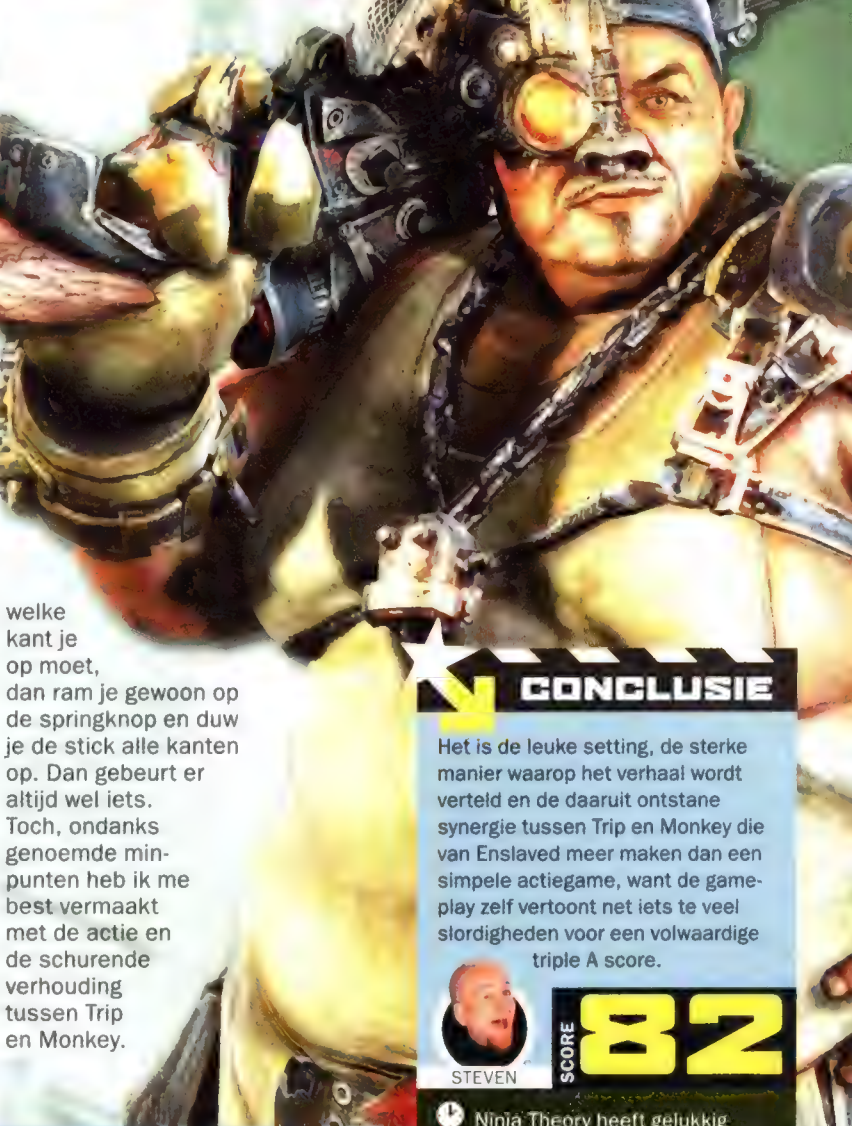 welke
kant je
op moet,
dan ram je gewoon op
de springknop en duw
je de stick alle kanten
op. Dan gebeurt er
altijd wel iets.
Toch, ondanks
genoemde min-
punten heb ik me
best vermaakt
met de actie en
de schurende
verhouding
tussen Trip
en Monkey.
CONCLUSIE
Het is de leuke setting, de sterke
manier waarop het verhaal wordt
verteld en de daaruit ontstane
synergie tussen Trip en Monkey die
van Enslaved meer maken dan een
simpele actiegame, want de game-
play zelf vertoont net iets te veel
slordigheden voor een volwaardige
triple A score.
STEVEN
SCORE
82
Ninja Theory heeft gelukkig